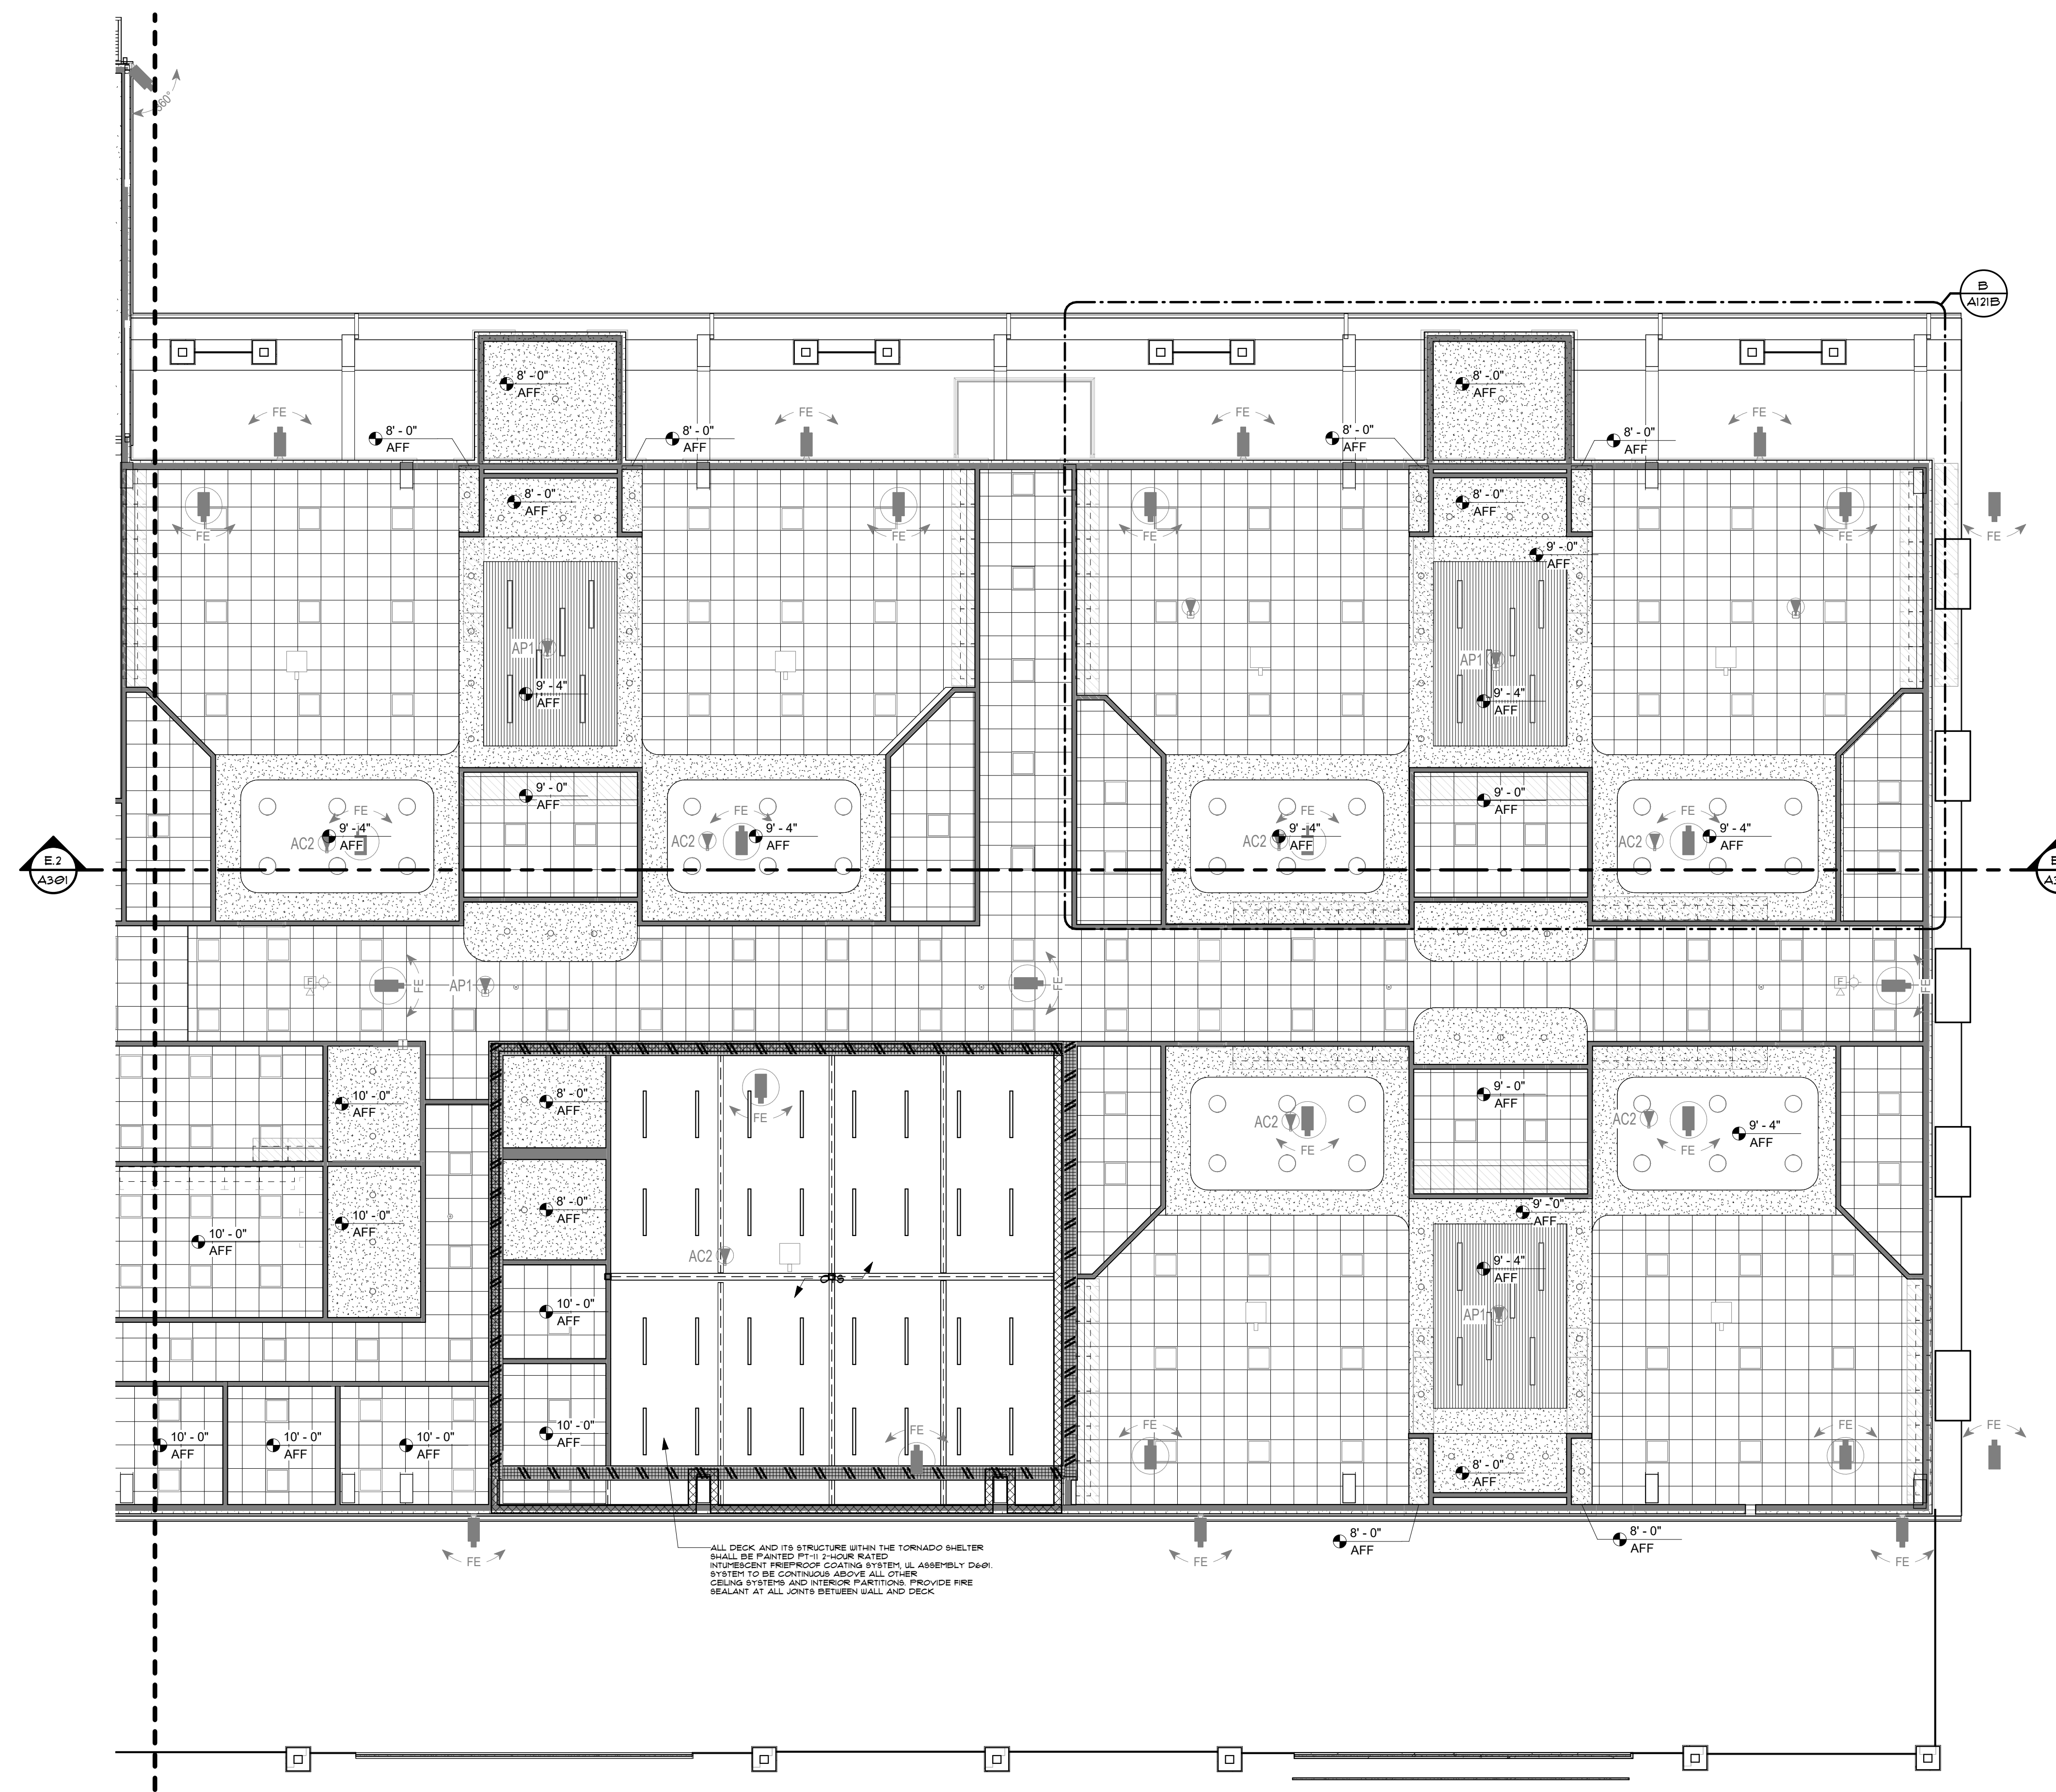 360°
B
A121B
8' - 0"
AFF
8' - 0"
AFF
FE
FE
FE
FE
8' - 0"
AFF
8' - 0"
AFF
8' - 0"
AFF
8' - 0"
AFF
8' - 0"
AFF
8' - 0"
AFF
FE
FE
FE
FE
FE
9' - 0"
AFF
AP1
AP1
9' - 4"
AFF
9' - 4"
AFF
9' - 0"
AFF
9' - 0"
AFF
FE
FE
FE
FE
AC2
9' - 4"
AFF
AC2
9' - 4"
AFF
AC2
9' - 4"
AFF
AC2
9' - 4"
AFF
E.2
A301
FE
AP1
FE
FE
F
F
10' - 0"
AFF
8' - 0"
AFF
FE
9' - 0"
AFF
AC2
FE
AC2
FE
9' - 4"
AFF
10' - 0"
AFF
8' - 0"
AFF
9' - 0"
AFF
10' - 0"
AFF
AC2
OTS
9' - 4"
AFF
10' - 0"
AFF
AP1
10' - 0"
AFF
10' - 0"
AFF
10' - 0"
AFF
10' - 0"
AFF
FE
FE
FE
FE
8' - 0"
AFF
8' - 0"
AFF
8' - 0"
AFF
FE
FE
FE
ALL DECK AND ITS STRUCTURE WITHIN THE TORNADO SHELTER
SHALL BE PAINTED PT-11 2-HOUR RATED
INTUMESCENT FRIEPROOF COATING SYSTEM, UL ASSEMBLY D601.
SYSTEM TO BE CONTINUOUS ABOVE ALL OTHER
CEILING SYSTEMS AND INTERIOR PARTITIONS. PROVIDE FIRE
SEALANT AT ALL JOINTS BETWEEN WALL AND DECK